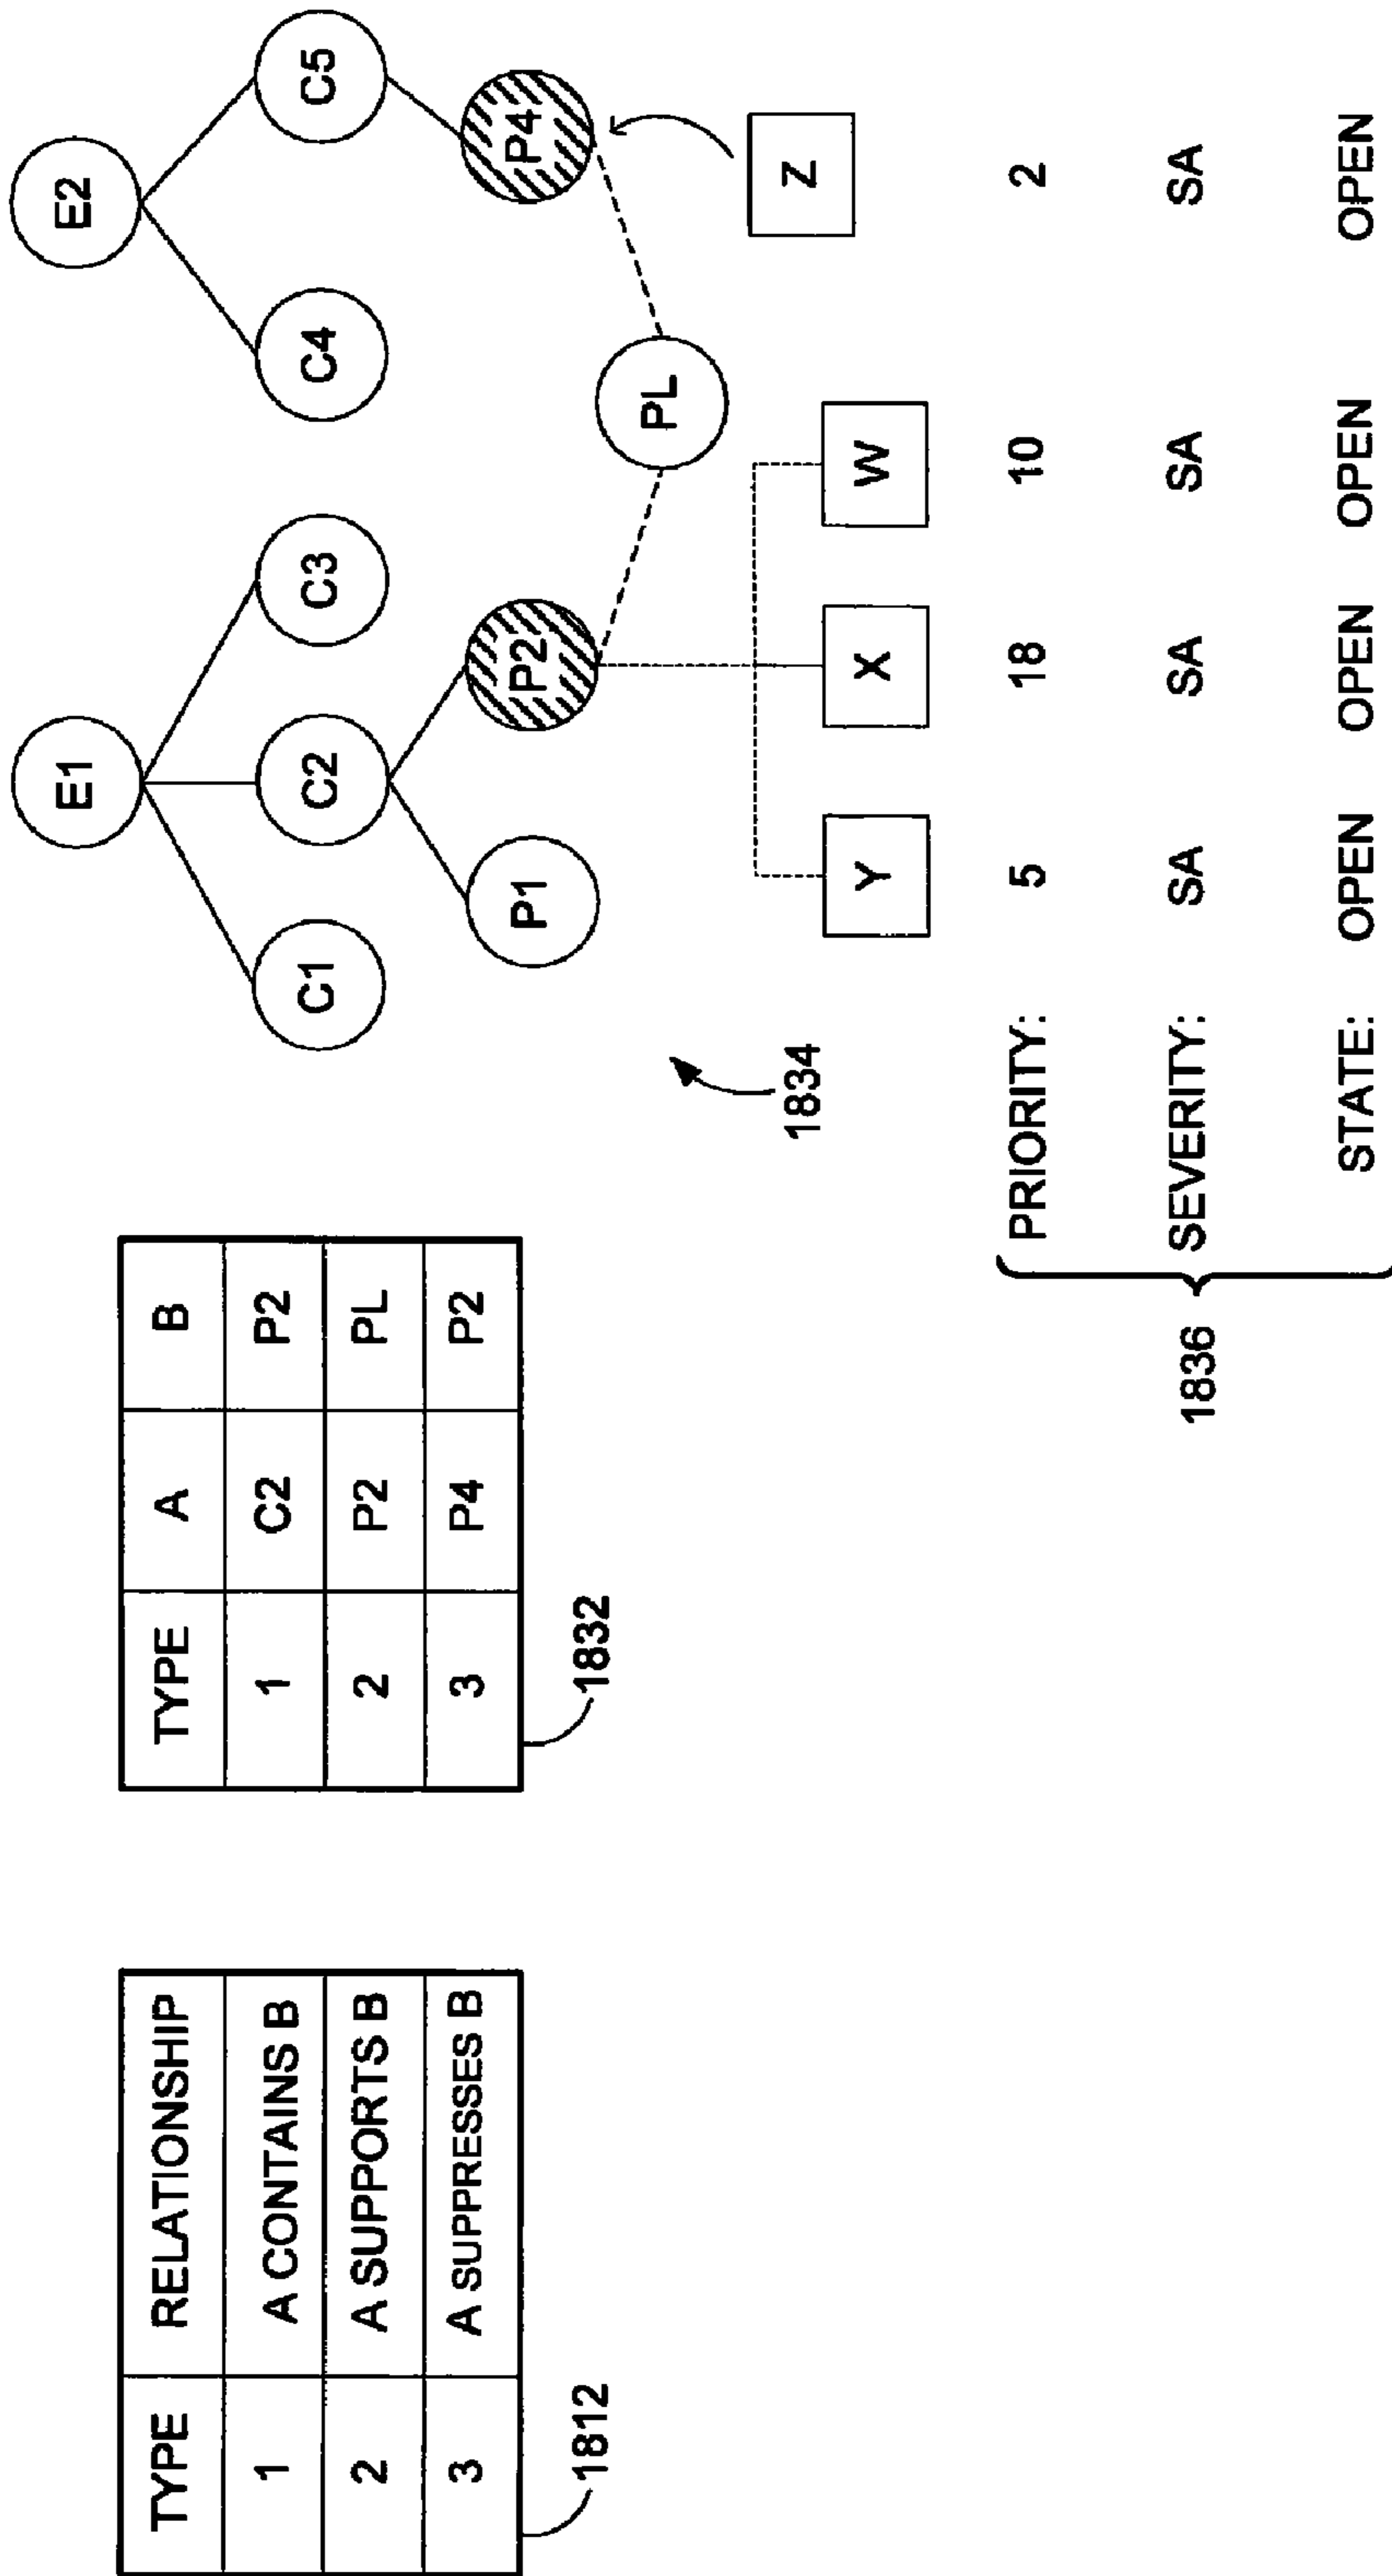 TYPE RELATIONSHIP
1 A CONTAINS B
2 A SUPPORTS B
3 A SUPPRESSES B
1812
TYPE A B
1 C2 P2
2 P2 PL
3 P4 P2
1832
E1 E2
C1 C2 C3 C4 C5
P1 P2 P4
PL
Z
Y X W
1834
1836
PRIORITY: 5 18 10 2
SEVERITY: SA SA SA SA
STATE: OPEN OPEN OPEN OPEN